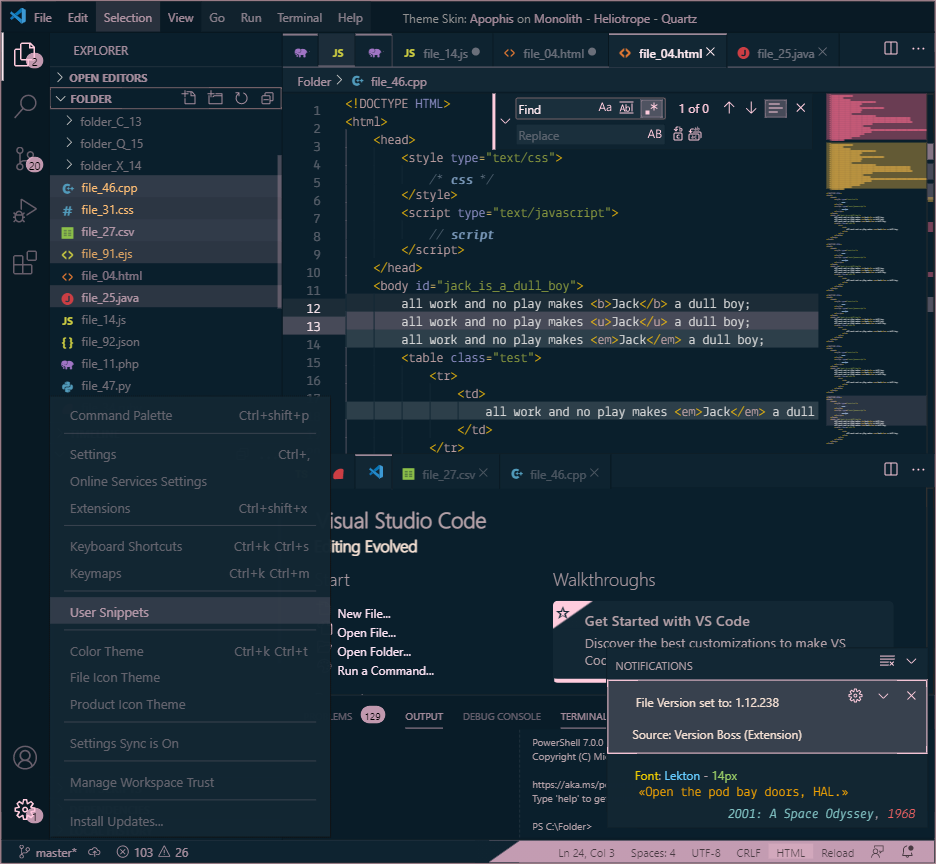 File Edit Selection View Go Run Terminal Help Theme Skin: Apophis on Monolith - Heliotrope - Quartz
EXPLORER
2
20
OPEN EDITORS
FOLDER
folder_C_13
folder_Q_15
folder_X_14
file_46.cpp
file_31.css
file_27.csv
file_91.ejs
file_04.html
file_25.java
file_14.js
file_92.json
file_11.php
file_47.py
JS JS file_14.js file_04.html file_04.html file_25.java
Folder > file_46.cpp
Find Aa Abl .* 1 of 0
Replace AB
1 <!DOCTYPE HTML>
2 <html>
3 <head>
4 <style type="text/css">
5 /* css */
6 </style>
7 <script type="text/javascript">
8 // script
9 </script>
10 </head>
11 <body id="jack_is_a_dull_boy">
12 all work and no play makes <b>Jack</b> a dull boy;
13 all work and no play makes <u>Jack</u> a dull boy;
14 all work and no play makes <em>Jack</em> a dull boy;
15 <table class="test">
16 <tr>
<td>
all work and no play makes <em>Jack</em> a dull
</td>
</tr>
Command Palette Ctrl+shift+p
Settings Ctrl+,
Online Services Settings
Extensions Ctrl+shift+x
Keyboard Shortcuts Ctrl+k Ctrl+s
Keymaps Ctrl+k Ctrl+m
User Snippets
Color Theme Ctrl+k Ctrl+t
File Icon Theme
Product Icon Theme
Settings Sync is On
Manage Workspace Trust
Install Updates...
1
file_27.csv file_46.cpp
isual Studio Code
iting Evolved
art
New File...
Open File...
Open Folder...
Run a Command...
Walkthroughs
Get Started with VS Code
Discover the best customizations to make VS
LEMS 129 OUTPUT DEBUG CONSOLE TERMINAL
PowerShell 7.0.0
Copyright (C) Mi
https://aka.ms/p
Type 'help' to ge
PS C:\Folder>
NOTIFICATIONS
File Version set to: 1.12.238
Source: Version Boss (Extension)
Font: Lekton - 14px
«Open the pod bay doors, HAL.»
2001: A Space Odyssey, 1968
master* 103 26 Ln 24, Col 3 Spaces: 4 UTF-8 CRLF HTML Reload